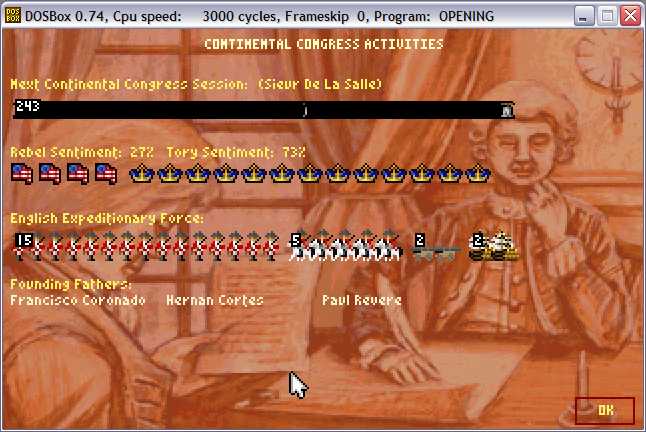 DOS BOX DOSBox 0.74, Cpu speed: 3000 cycles, Frameskip 0, Program: OPENING
CONTINENTAL CONGRESS ACTIVITIES
Next Continental Congress Session: (Sieur De La Salle)
243
Rebel Sentiment: 27% Tory Sentiment: 73%
English Expeditionary Force:
15 5 2 2
Founding Fathers:
Francisco Coronado Hernan Cortes Paul Revere
OK